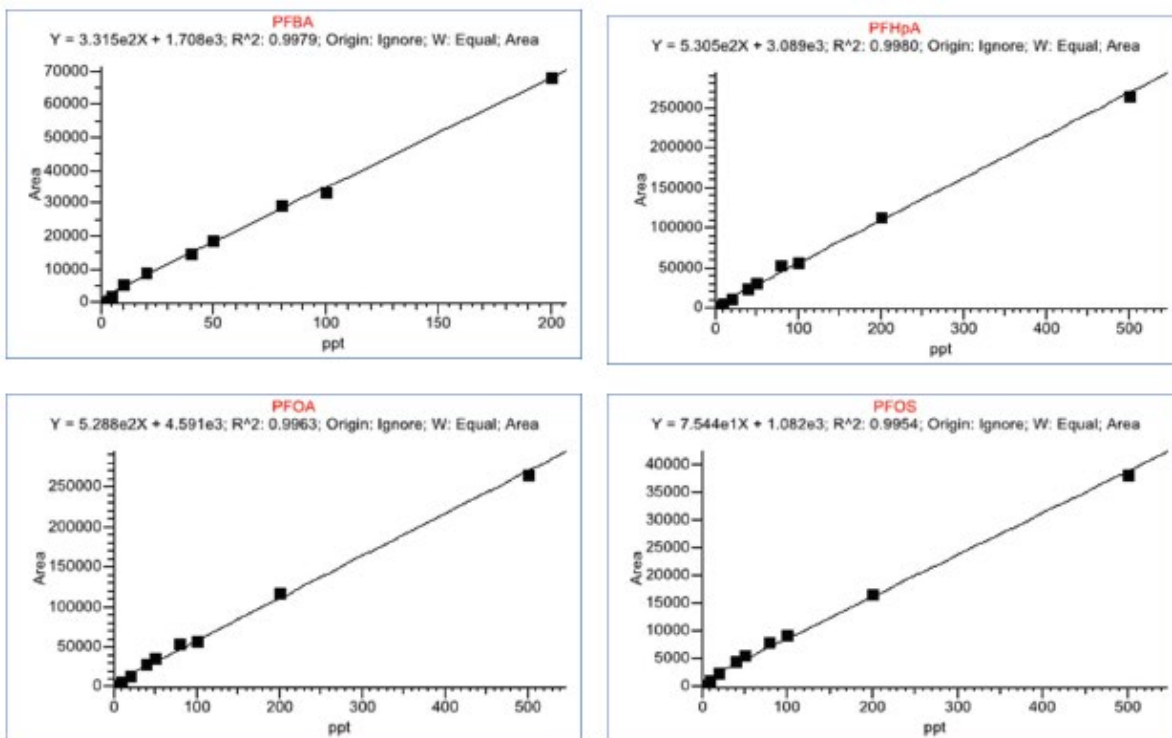 PFBA
Y = 3.315e2X + 1.708e3; R^2: 0.9979; Origin: Ignore; W: Equal; Area
70000
60000
50000
40000
30000
20000
10000
0
Area
0 50 100 150 200
ppt
PFHpA
Y = 5.305e2X + 3.089e3; R^2: 0.9980; Origin: Ignore; W: Equal; Area
250000
200000
150000
100000
50000
0
Area
0 100 200 300 400 500
ppt
PFOA
Y = 5.288e2X + 4.591e3; R^2: 0.9963; Origin: Ignore; W: Equal; Area
250000
200000
150000
100000
50000
0
Area
0 100 200 300 400 500
ppt
PFOS
Y = 7.544e1X + 1.082e3; R^2: 0.9954; Origin: Ignore; W: Equal; Area
40000
35000
30000
25000
20000
15000
10000
5000
0
Area
0 100 200 300 400 500
ppt